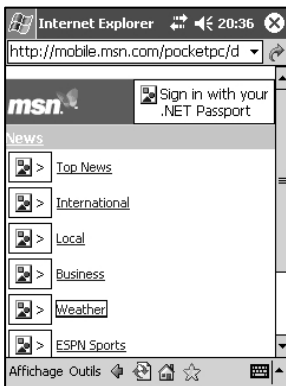 Internet Explorer 20:36
http://mobile.msn.com/pocketpc/d
msn
Sign in with your
.NET Passport
News
> Top News
> International
> Local
> Business
> Weather
> ESPN Sports
Affichage Outils